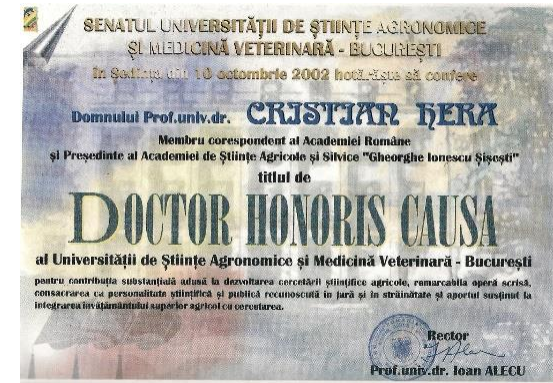 SENATUL UNIVERSITĂȚII DE ȘTIINȚE AGRONOMICE
ȘI MEDICINĂ VETERINARĂ - BUCUREȘTI
în Ședința din 10 octombrie 2002 hotărăște să confere
Domnului Prof.univ.dr. CRISTIAN HERA
Membru corespondent al Academiei Române
și Președinte al Academiei de Științe Agricole și Silvice "Gheorghe Ionescu Șișești"
titlul de
DOCTOR HONORIS CAUSA
al Universității de Științe Agronomice și Medicină Veterinară - București
pentru contribuția substanțială adusă la dezvoltarea cercetării științifice agricole, remarcabila operă scrisă,
consacrarea ca personalitate științifică și publică recunoscută în țară și în străinătate și aportul susținut la
integrarea învățământului superior agricol cu cercetarea.
Rector
Prof.univ.dr. Ioan ALECU